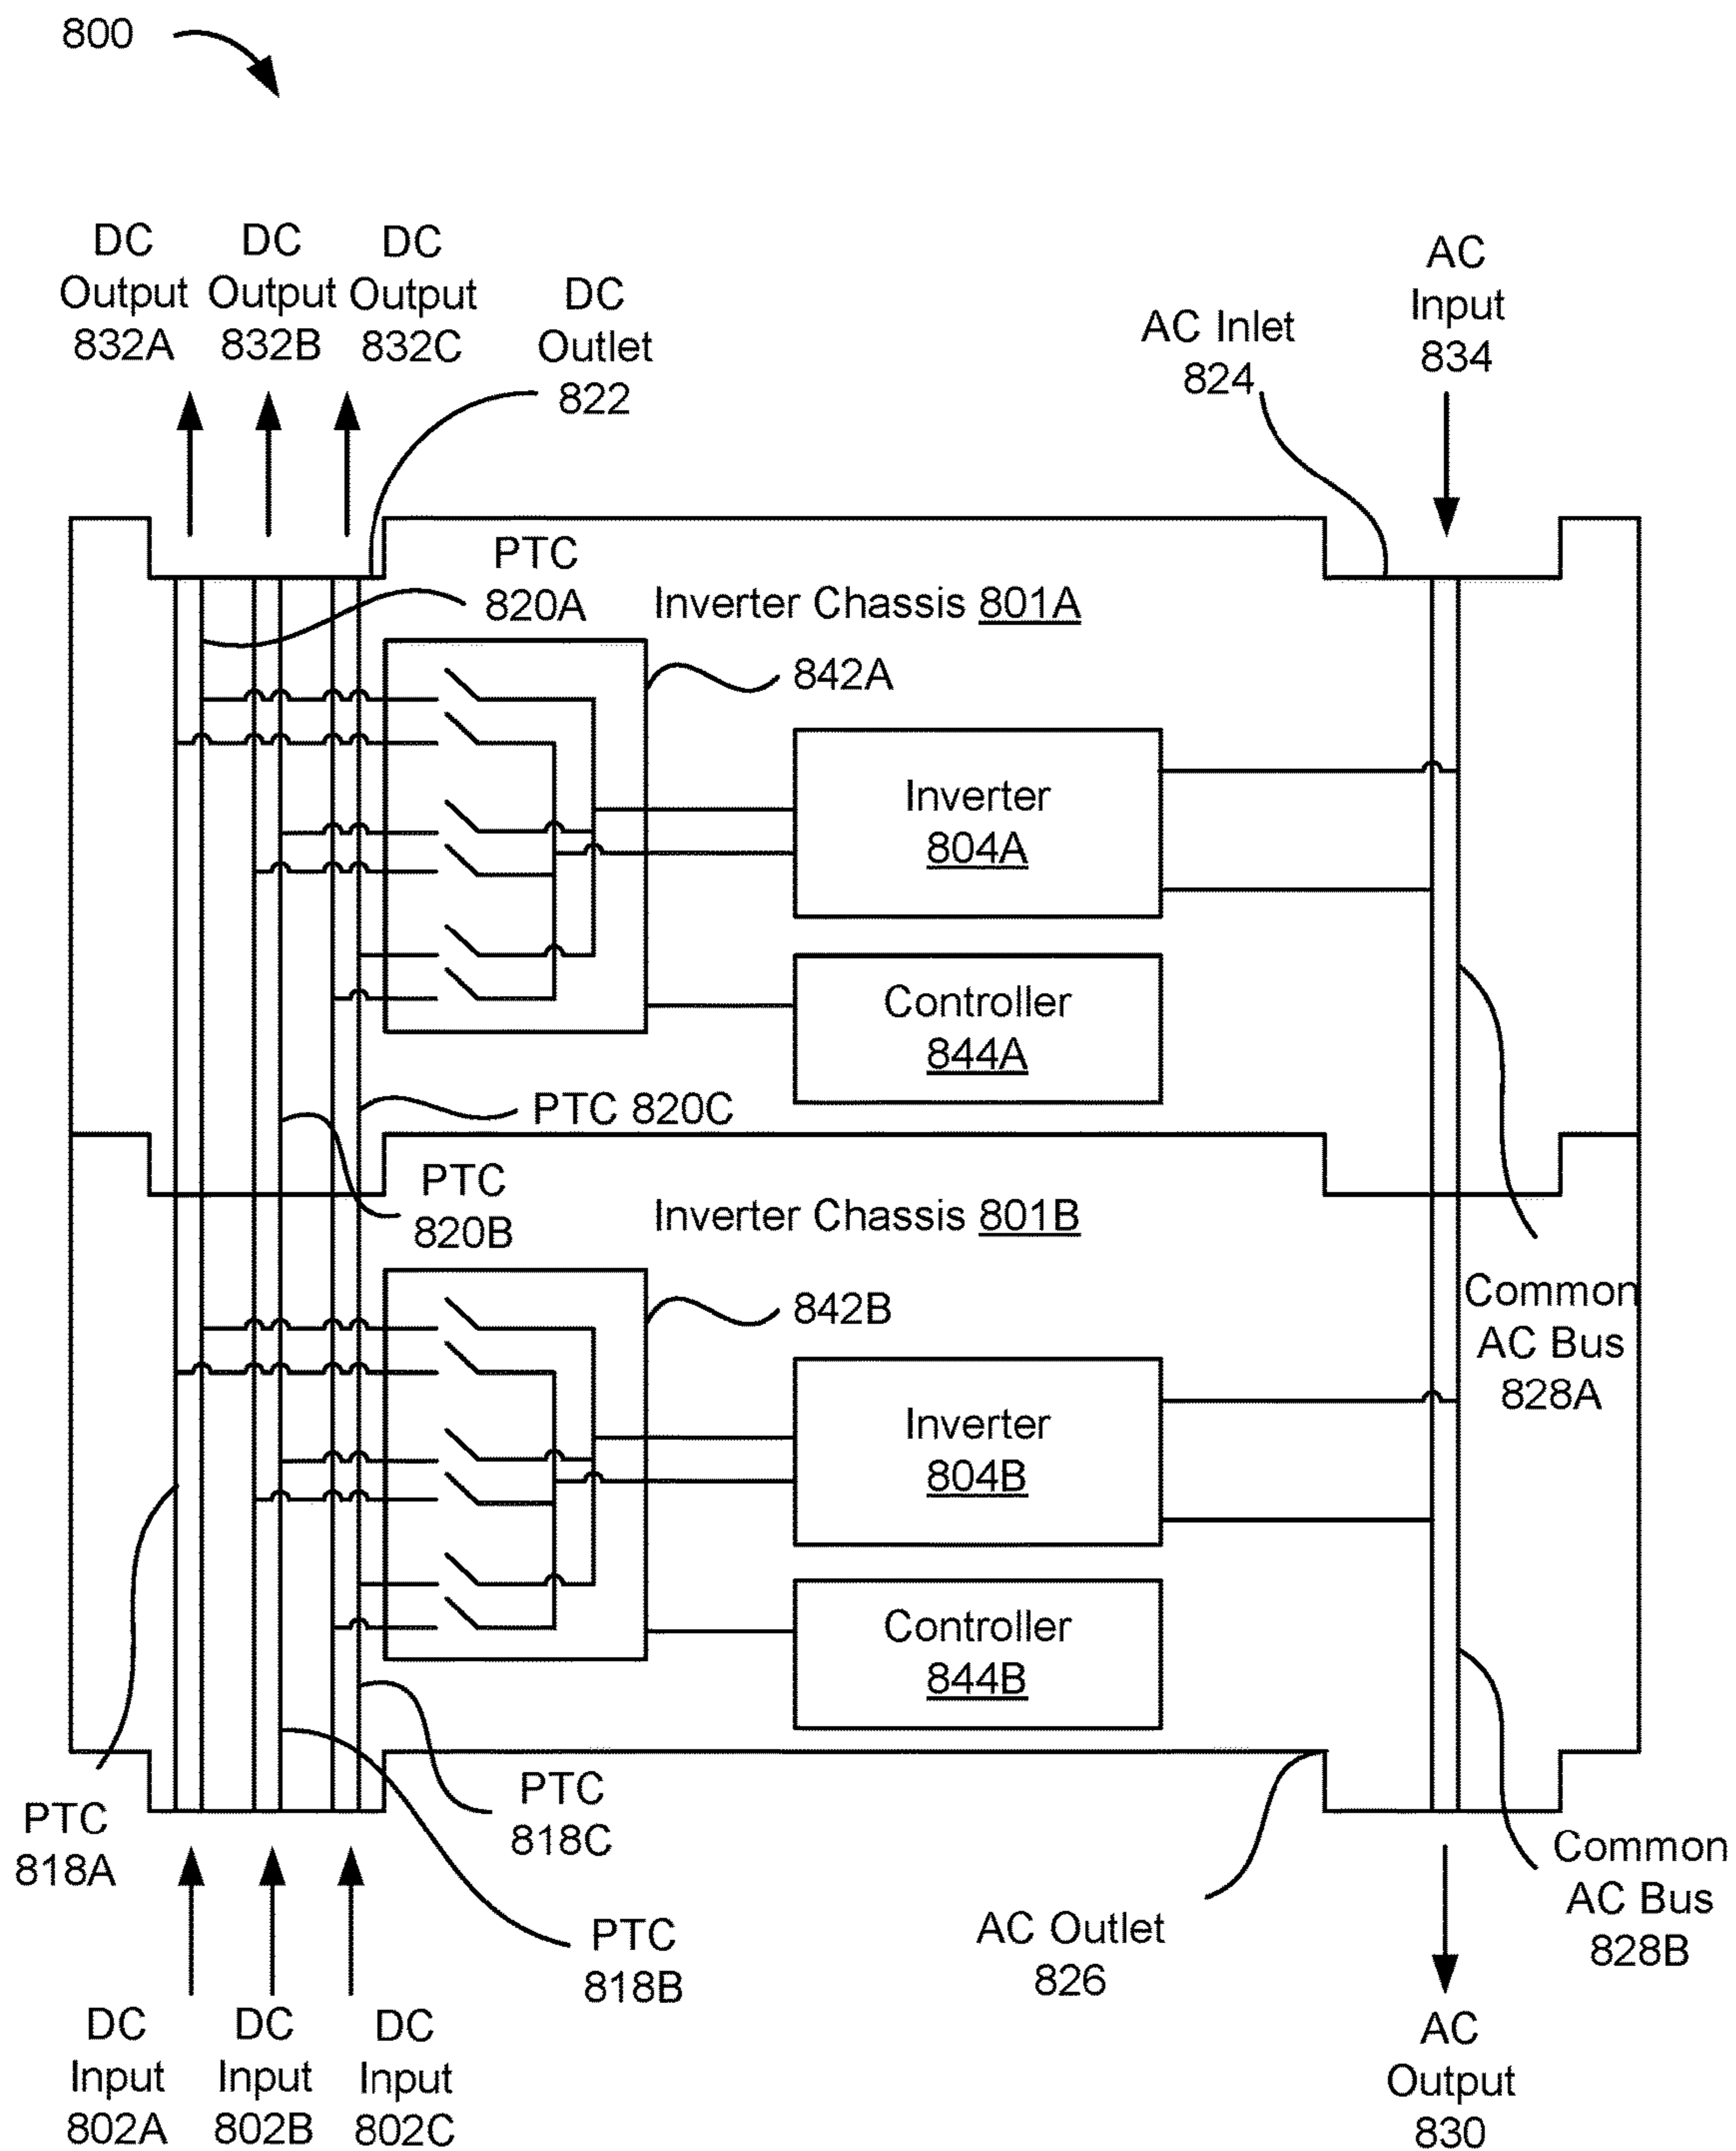 800
DC
Output
832A
DC
Output
832B
DC
Output
832C
DC
Outlet
822
AC Inlet
824
AC
Input
834
PTC
820A
Inverter Chassis 801A
842A
Inverter
804A
Controller
844A
PTC 820C
PTC
820B
Inverter Chassis 801B
842B
Common
AC Bus
828A
Inverter
804B
Controller
844B
PTC
818A
PTC
818C
PTC
818B
AC Outlet
826
Common
AC Bus
828B
DC
Input
802A
DC
Input
802B
DC
Input
802C
AC
Output
830